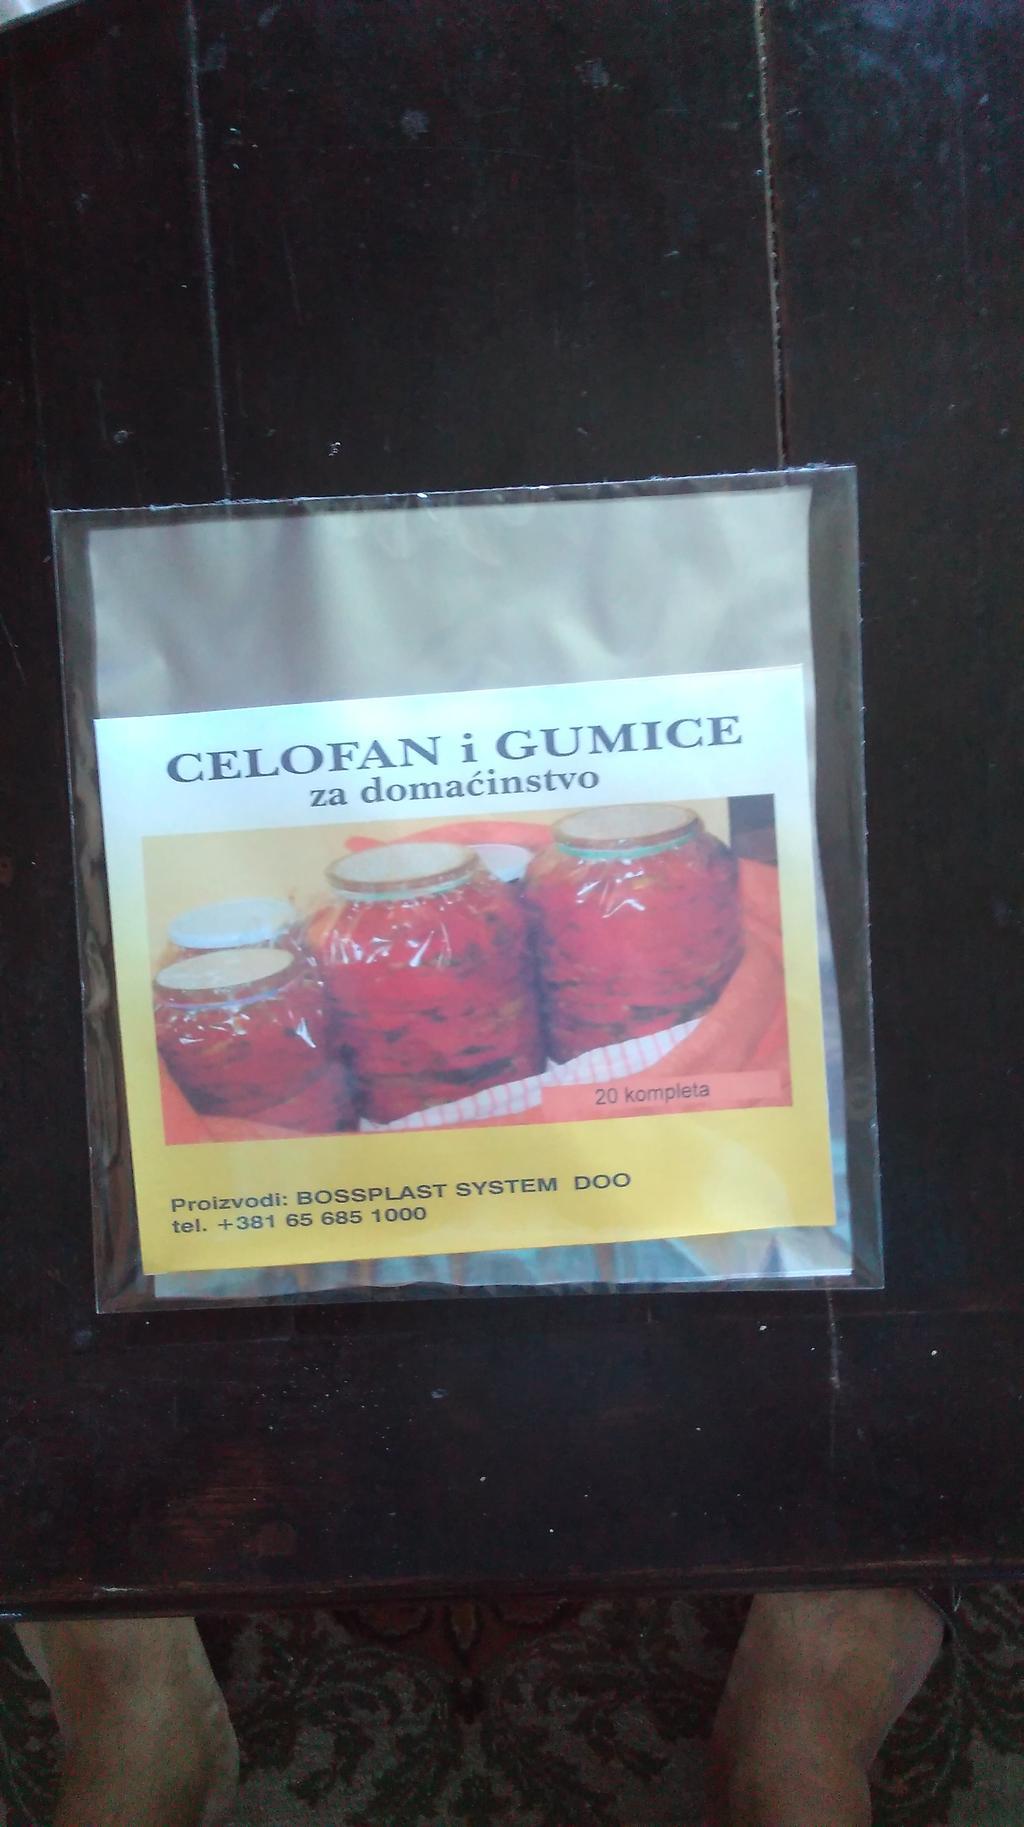 CELOFAN i GUMICE
za domaćinstvo
20 kompleta
Proizvodi: BOSSPLAST SYSTEM DOO
tel. +381 65 685 1000